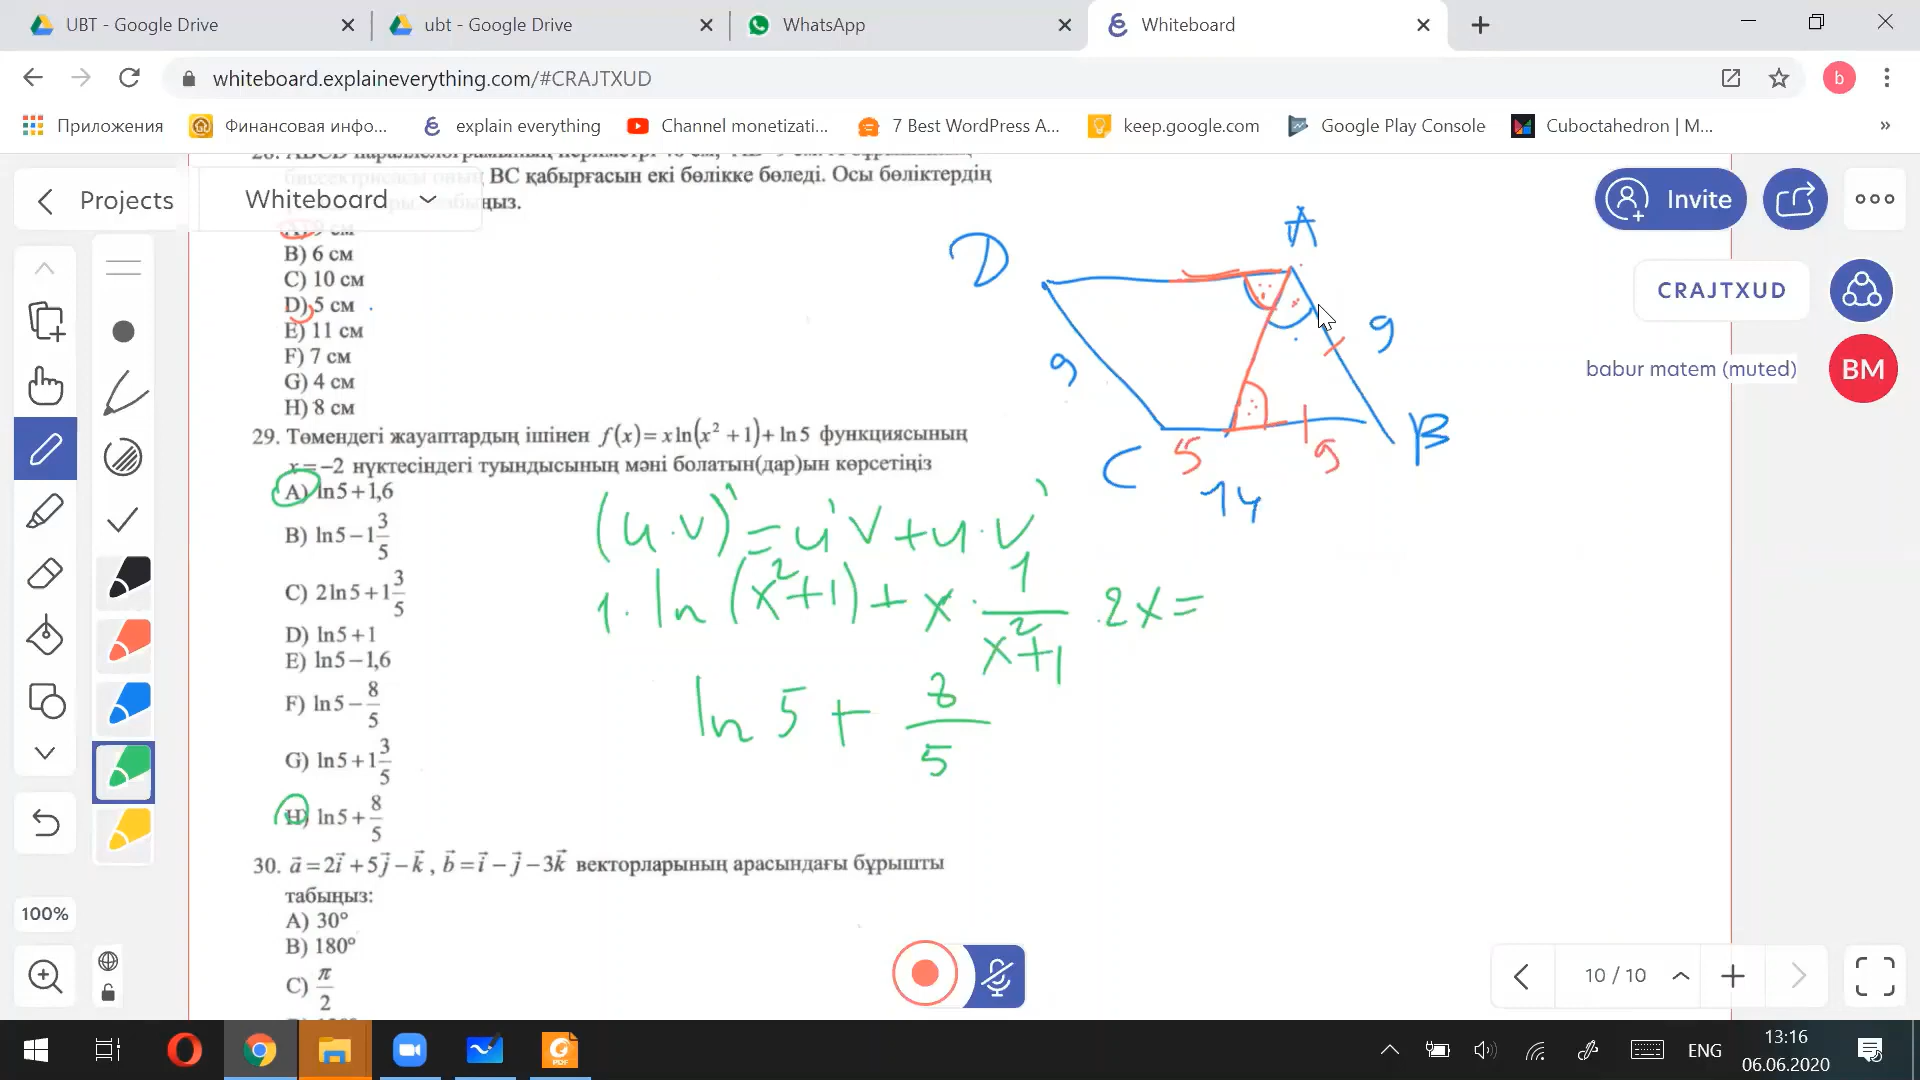 UBT - Google Drive
ubt - Google Drive
WhatsApp
Whiteboard
whiteboard.explaineverything.com/#CRAJTXUD
b
Приложения
Финансовая инфо...
explain everything
Channel monetizati...
7 Best WordPress A...
keep.google.com
Google Play Console
Cuboctahedron | M...
»
BC қабырғасын екі бөлікке бөледі. Осы бөліктердің
Projects
Whiteboard
Invite
CRAJTXUD
babur matem (muted)
BM
B) 6 см
C) 10 см
D) 5 см
E) 11 см
F) 7 см
G) 4 см
H) 8 см
D
A
9
9
C
5
9
B
14
29. Төмендегі жауаптардың ішінен f(x)=x ln(x²+1)+ln5 функциясының
x=−2 нүктесіндегі туындысының мәні болатын(дар)ын көрсетіңіз
A) ln5+1,6
B) ln5−1 3/5
C) 2ln5+1 3/5
D) ln5+1
E) ln5−1,6
F) ln5− 8/5
G) ln5+1 3/5
H) ln5+ 8/5
(u·v)' = u'v + u·v'
1·ln(x²+1) + x · 1/(x²+1) · 2x =
ln 5 + 8/5
30. a⃗=2i⃗+5j⃗−k⃗, b⃗=i⃗−j⃗−3k⃗ векторларының арасындағы бұрышты
табыңыз:
A) 30°
B) 180°
C) π/2
100%
10 / 10
ENG
13:16
06.06.2020